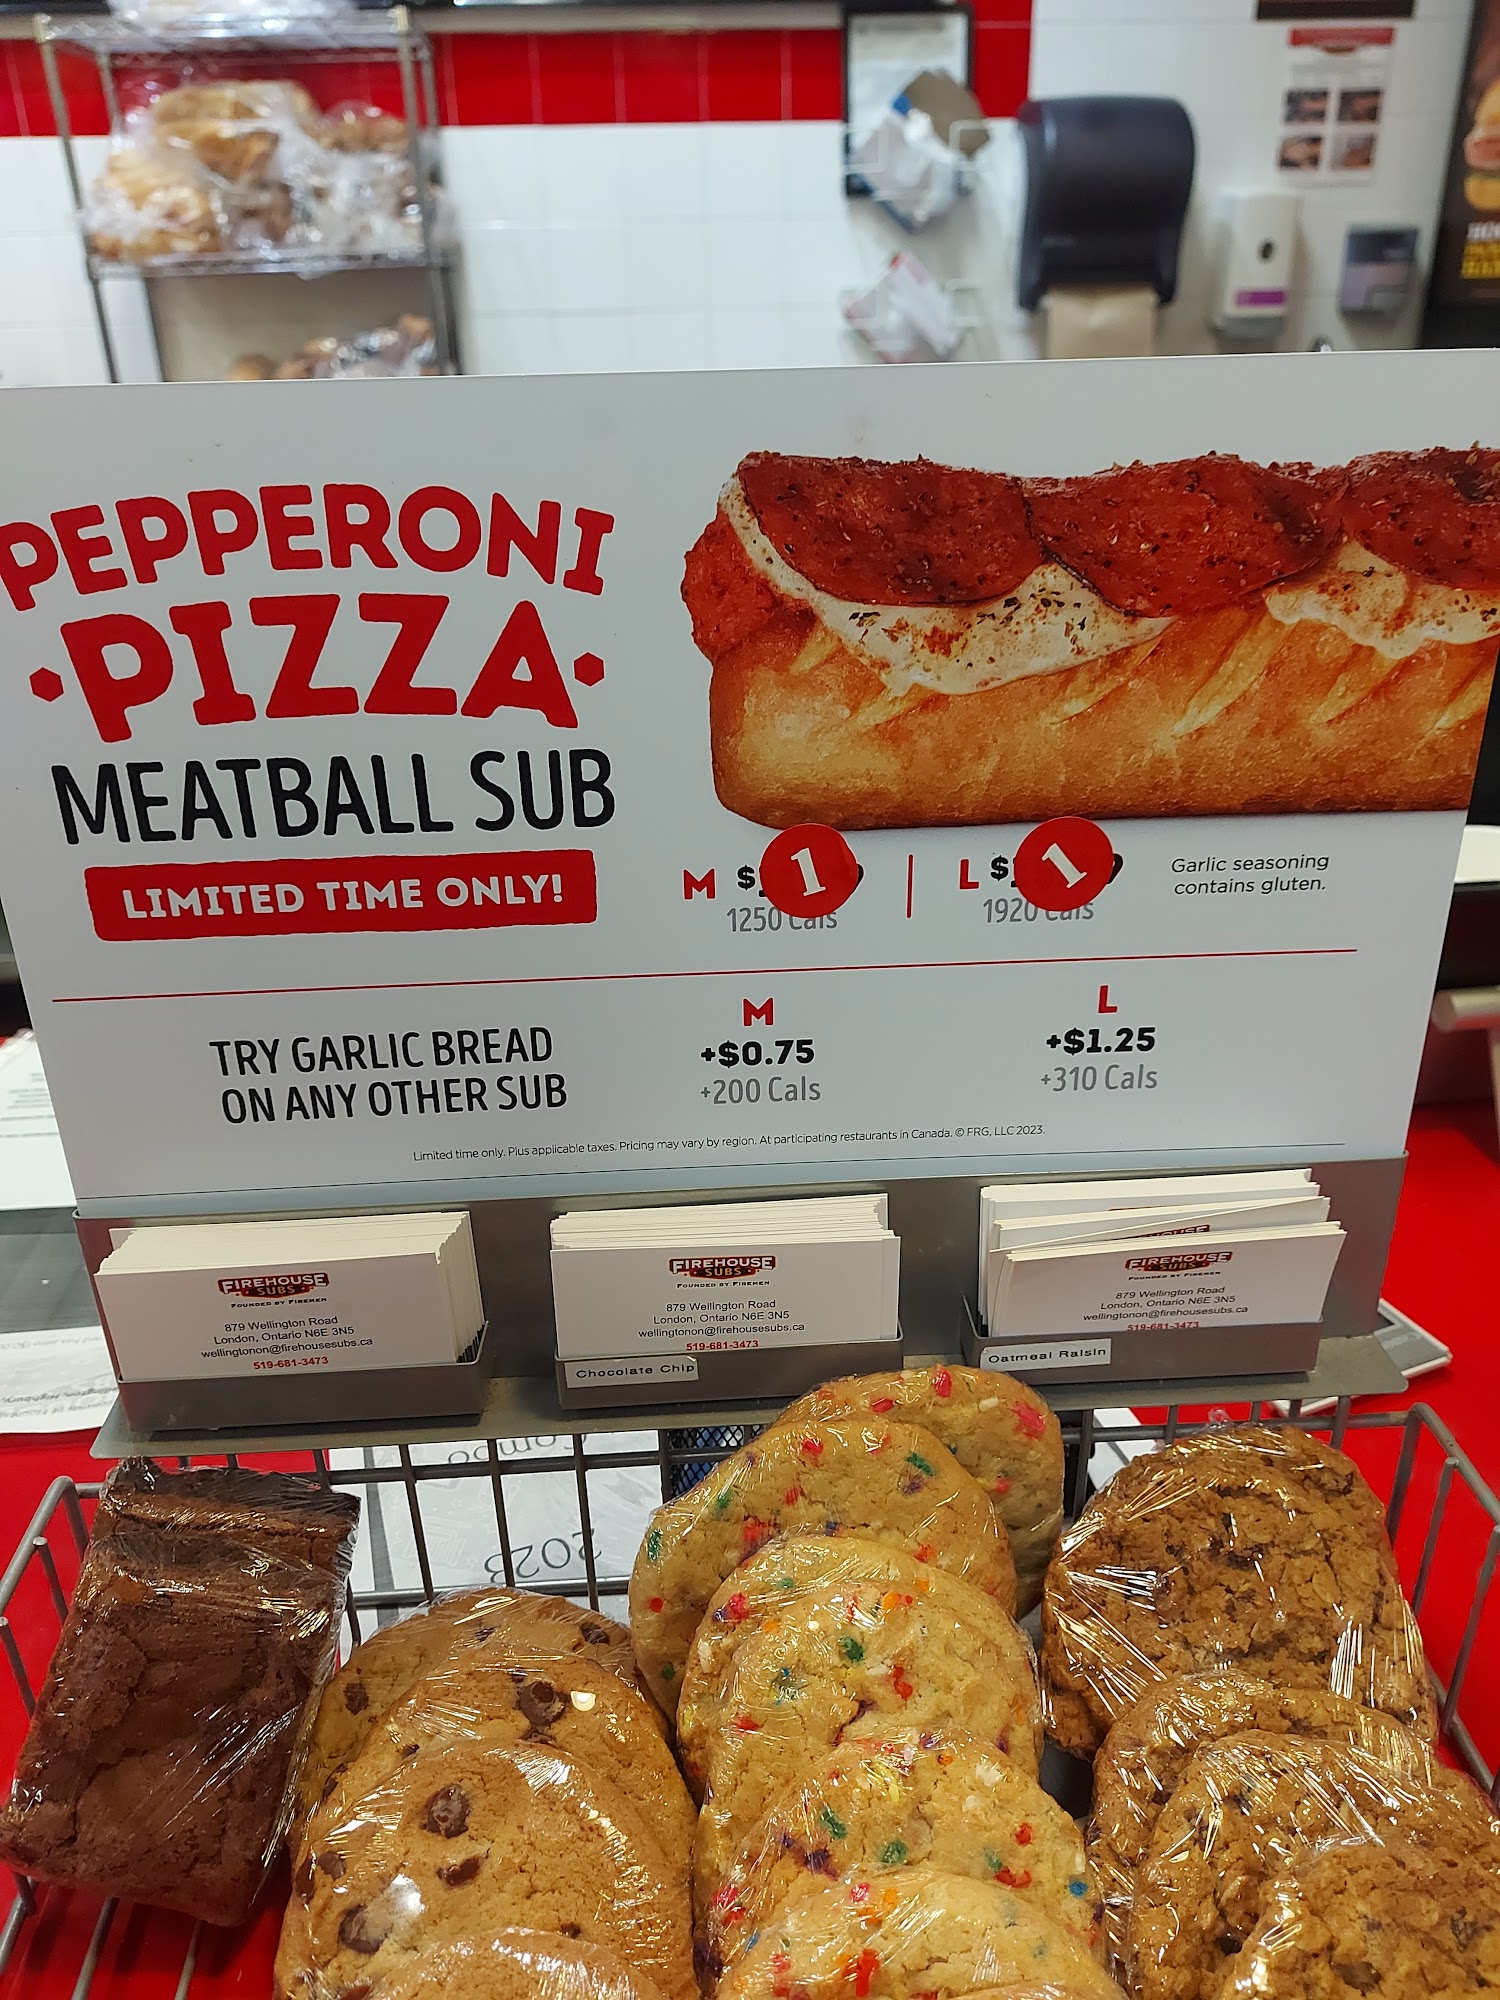 PEPPERONI
PIZZA
MEATBALL SUB
LIMITED TIME ONLY!
M $ 1
1250 Cals
L $ 1
1920 Cals
Garlic seasoning
contains gluten.
TRY GARLIC BREAD
ON ANY OTHER SUB
M
+$0.75
+200 Cals
L
+$1.25
+310 Cals
Limited time only. Plus applicable taxes. Pricing may vary by region. At participating restaurants in Canada. © FRG, LLC 2023.
FIREHOUSE
SUBS
FOUNDED BY FIREMEN
879 Wellington Road
London, Ontario N6E 3N5
wellingtonon@firehousesubs.ca
519-681-3473
FIREHOUSE
SUBS
FOUNDED BY FIREMEN
879 Wellington Road
London, Ontario N6E 3N5
wellingtonon@firehousesubs.ca
519-681-3473
Chocolate Chip
FIREHOUSE
SUBS
FOUNDED BY FIREMEN
879 Wellington Road
London, Ontario N6E 3N5
wellingtonon@firehousesubs.ca
519-681-3473
Oatmeal Raisin
Combo
2023